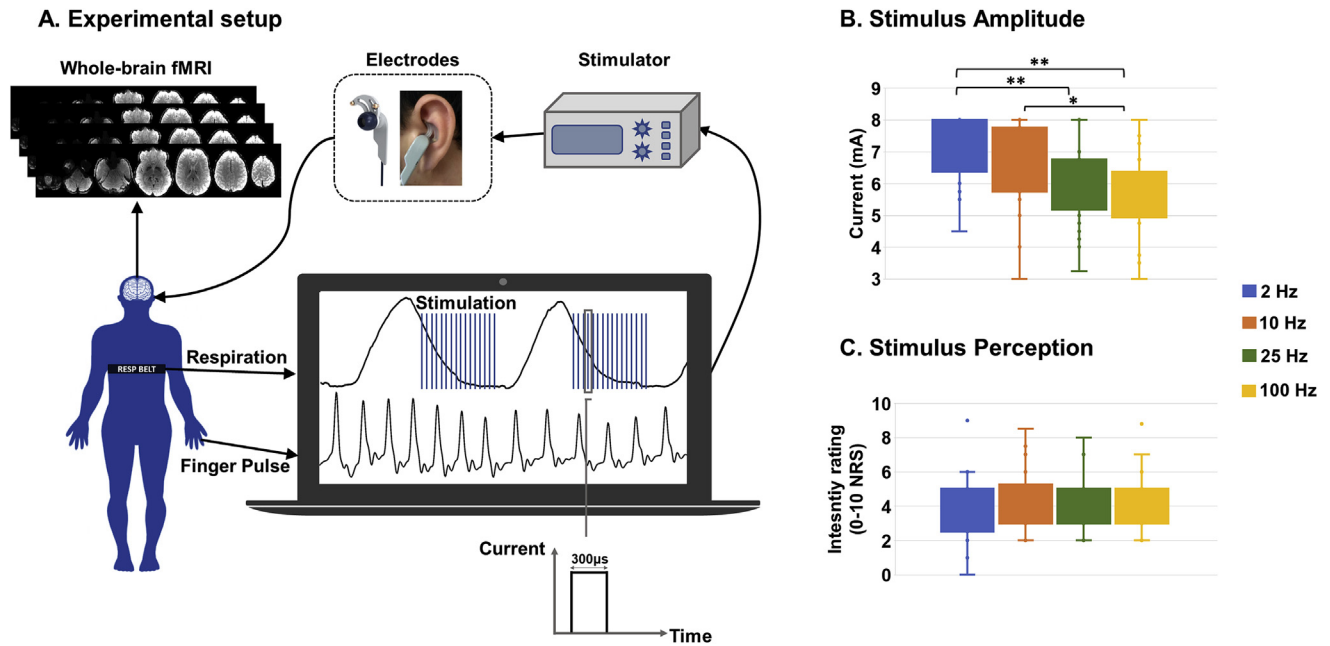 A. Experimental setup
Whole-brain fMRI
Electrodes
Stimulator
Stimulation
RESP BELT
Respiration
Finger Pulse
Current
300µs
Time
B. Stimulus Amplitude
**
**
*
Current (mA)
9
8
7
6
5
4
3
2 Hz
10 Hz
25 Hz
100 Hz
C. Stimulus Perception
Intesntiy rating
(0-10 NRS)
10
8
6
4
2
0